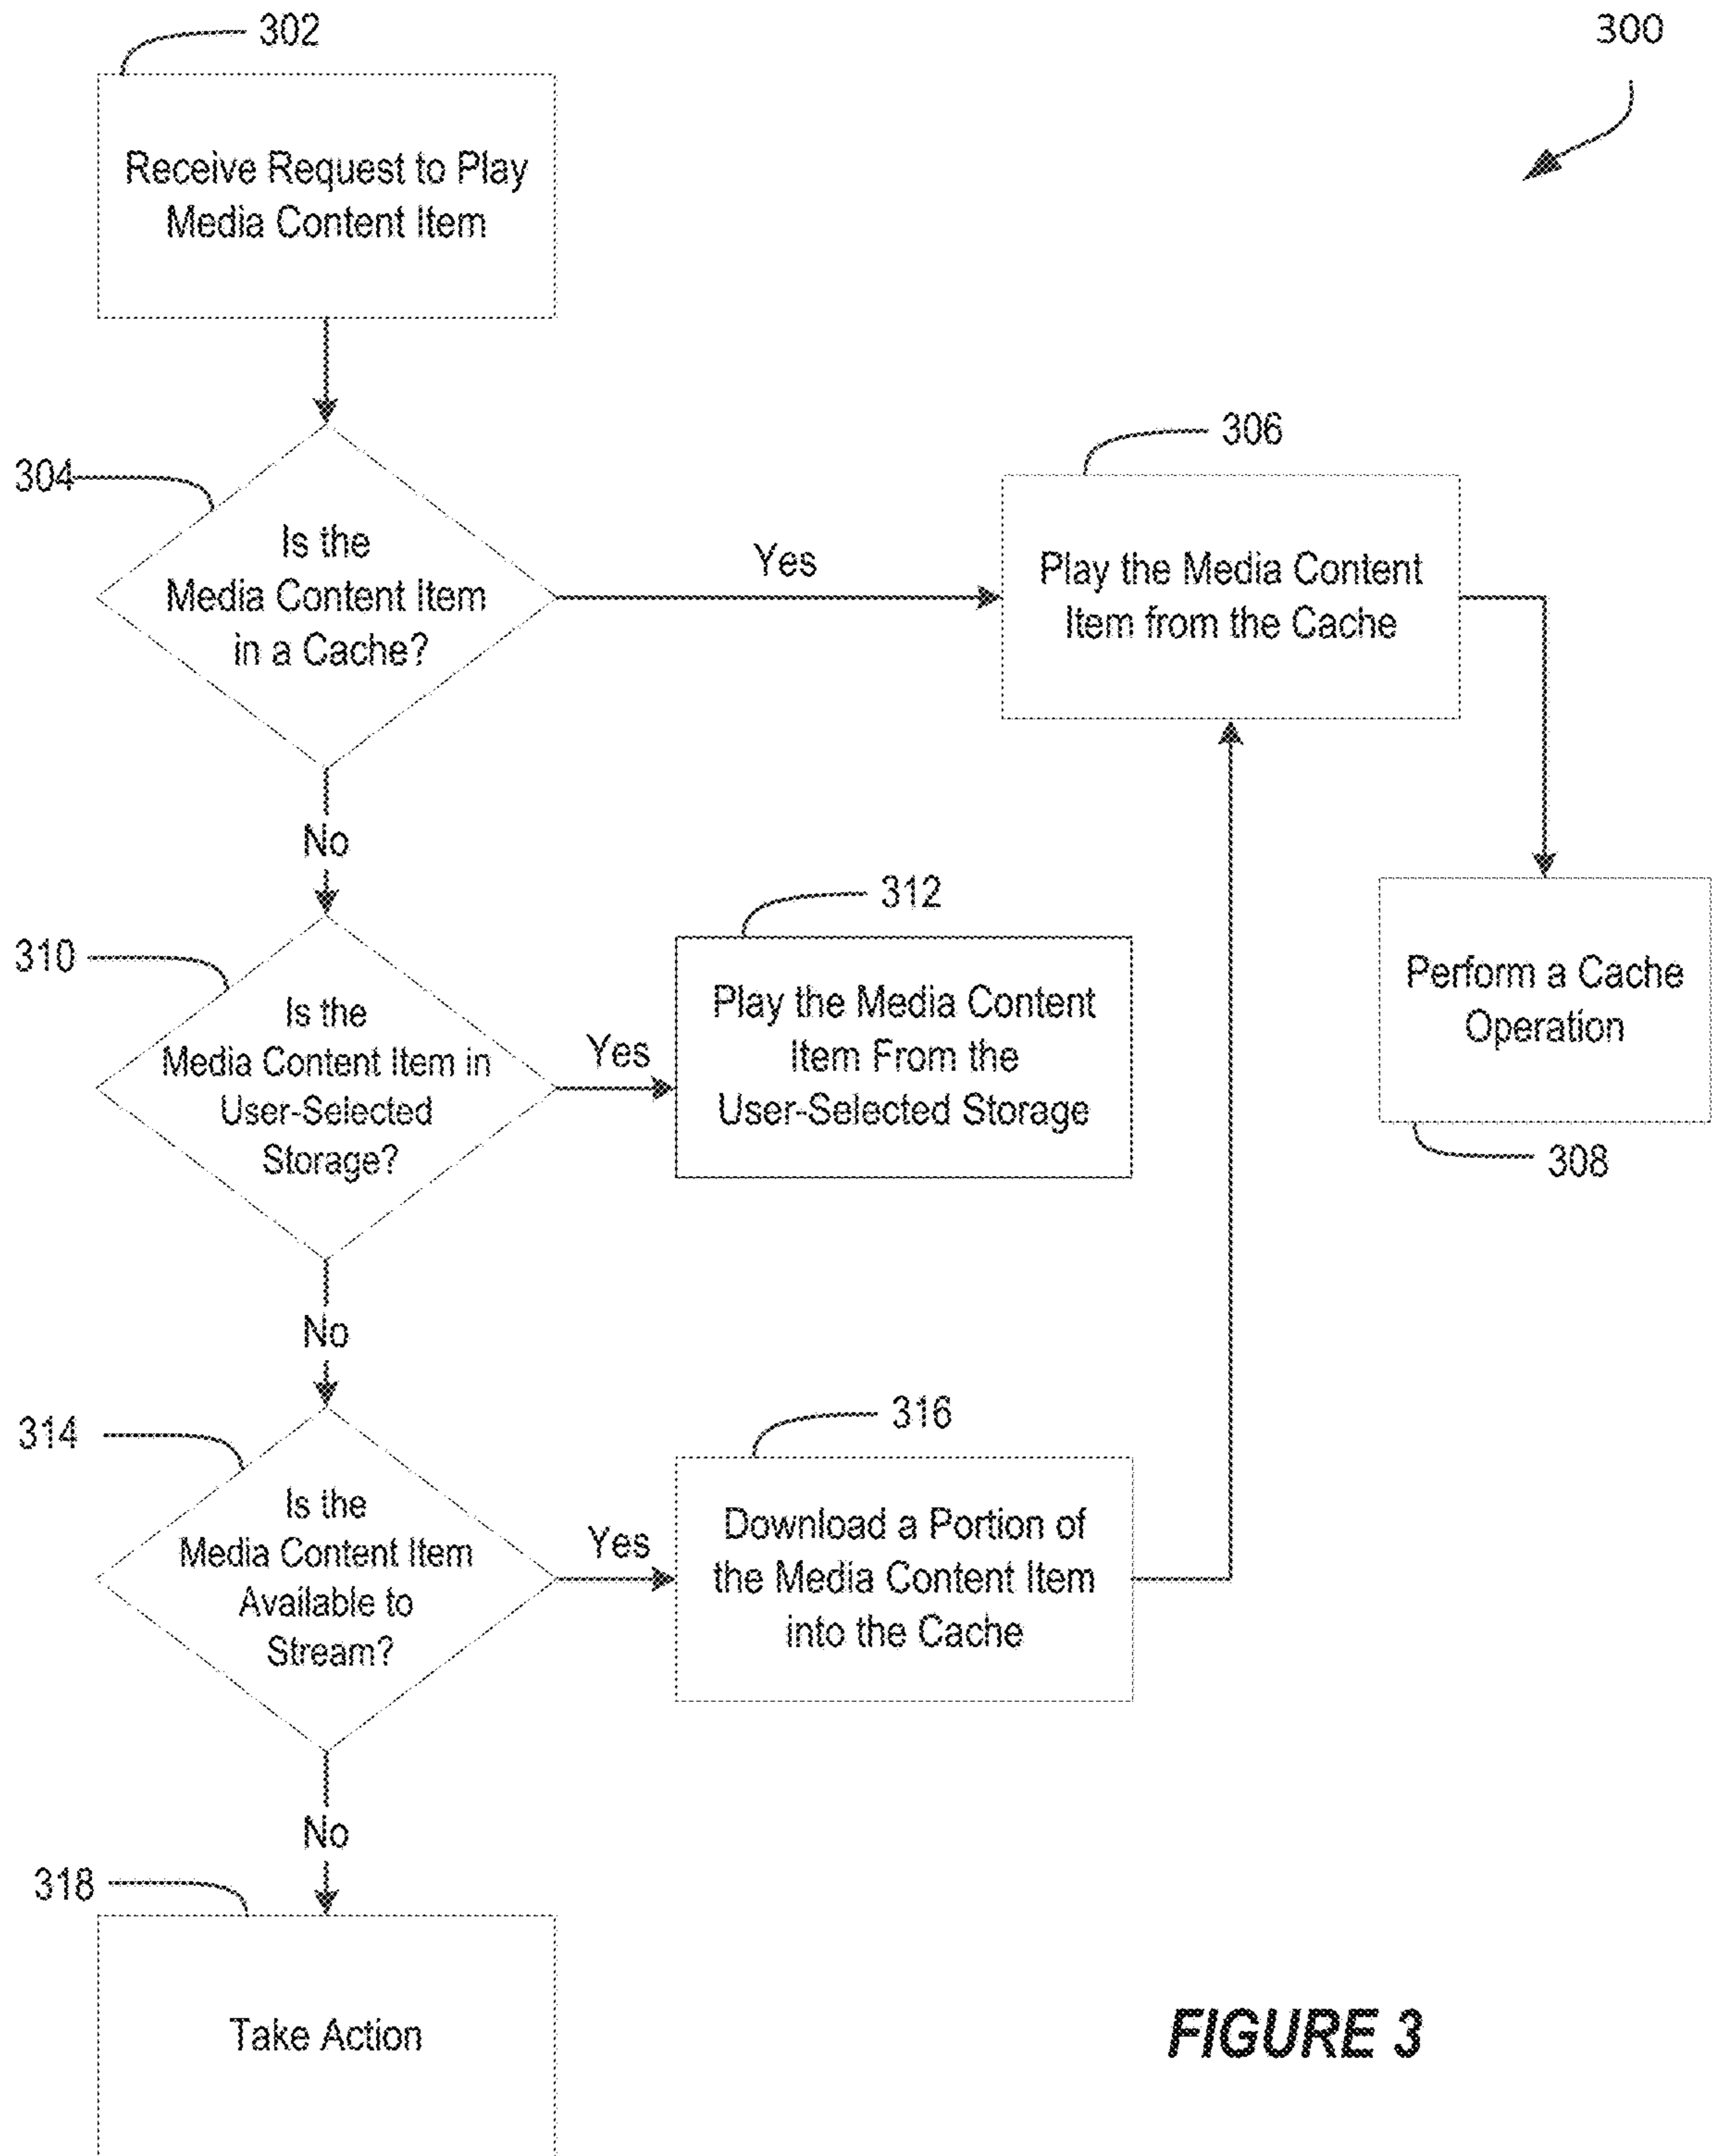 302
300
Receive Request to Play
Media Content Item
304
Is the
Media Content Item
in a Cache?
Yes
306
Play the Media Content
Item from the Cache
No
310
Is the
Media Content Item in
User-Selected
Storage?
Yes
312
Play the Media Content
Item From the
User-Selected Storage
Perform a Cache
Operation
308
No
314
Is the
Media Content Item
Available to
Stream?
Yes
316
Download a Portion of
the Media Content Item
into the Cache
No
318
Take Action
FIGURE 3